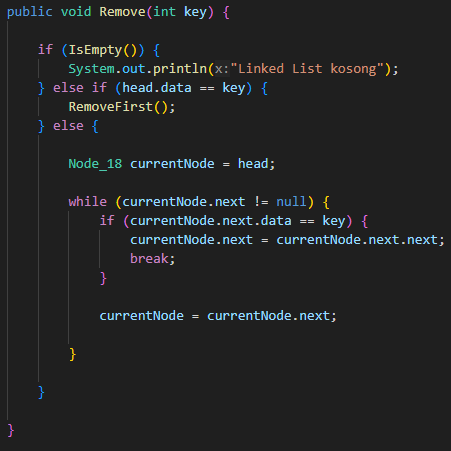 public void Remove(int key) {
if (IsEmpty()) {
System.out.println(x:"Linked List kosong");
} else if (head.data == key) {
RemoveFirst();
} else {
Node_18 currentNode = head;
while (currentNode.next != null) {
if (currentNode.next.data == key) {
currentNode.next = currentNode.next.next;
break;
}
currentNode = currentNode.next;
}
}
}